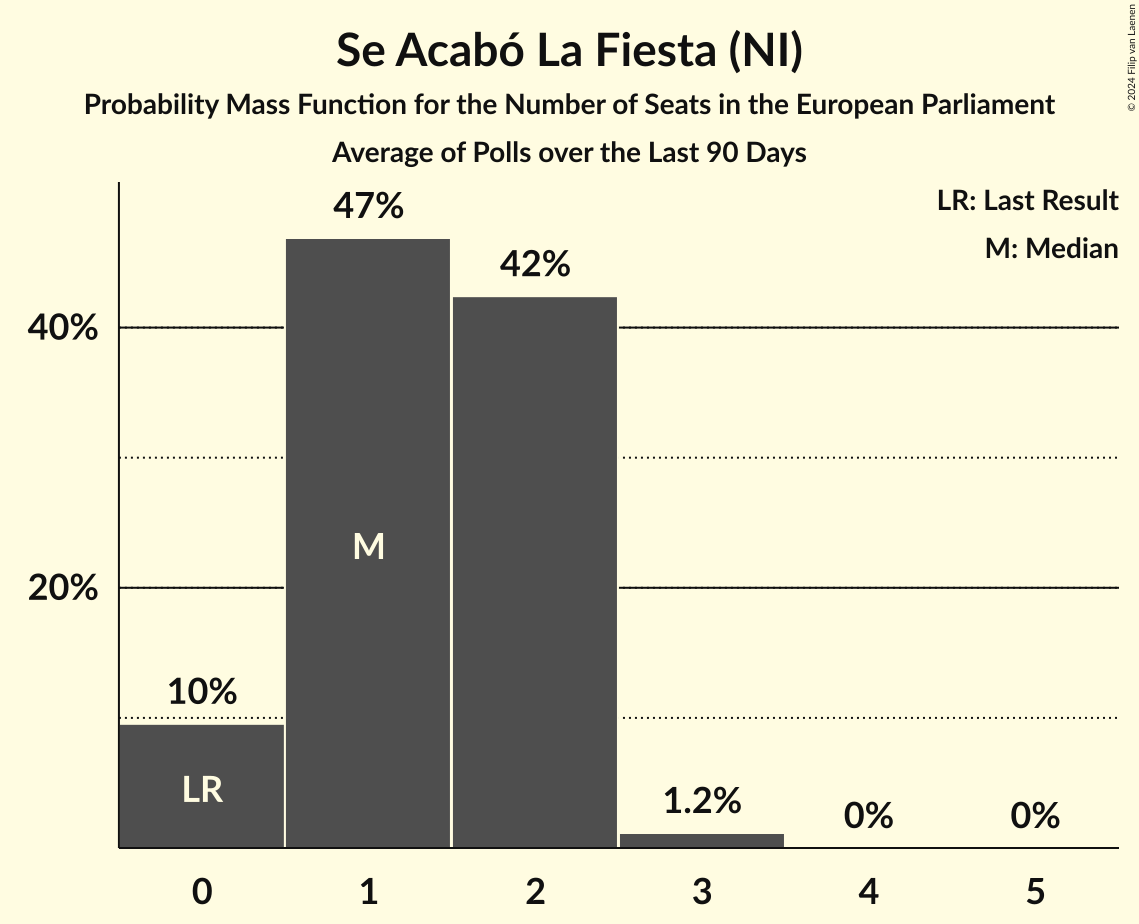 Se Acabó La Fiesta (NI)
Probability Mass Function for the Number of Seats in the European Parliament
Average of Polls over the Last 90 Days
© 2024 Filip van Laenen
LR: Last Result
M: Median
47%
42%
40%
M
20%
10%
LR
1.2%
0%
0%
0 1 2 3 4 5